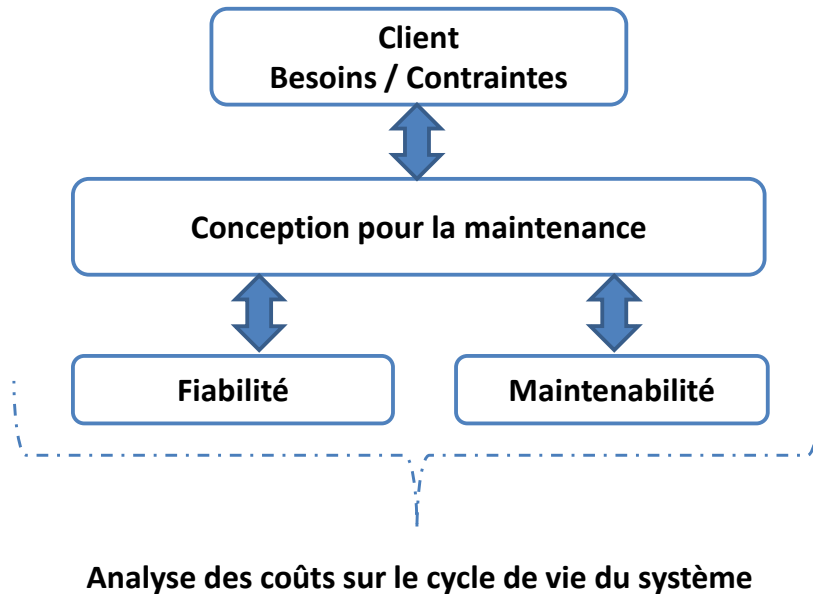 Client
Besoins / Contraintes
Conception pour la maintenance
Fiabilité
Maintenabilité
Analyse des coûts sur le cycle de vie du système